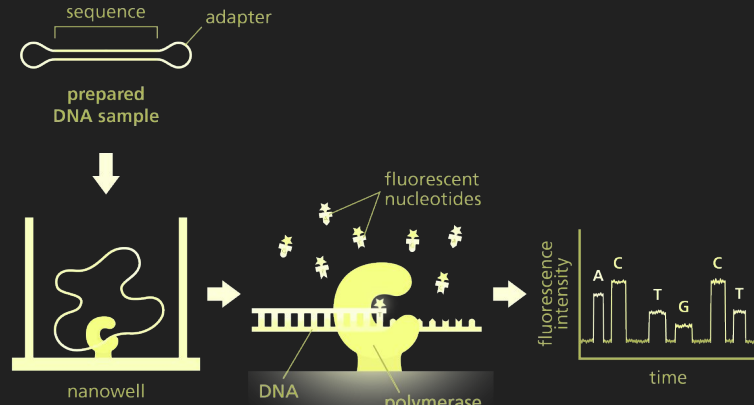 sequence
adapter
prepared
DNA sample
fluorescent
nucleotides
nanowell
DNA
polymerase
fluorescence
intensity
A
C
T
G
C
T
time